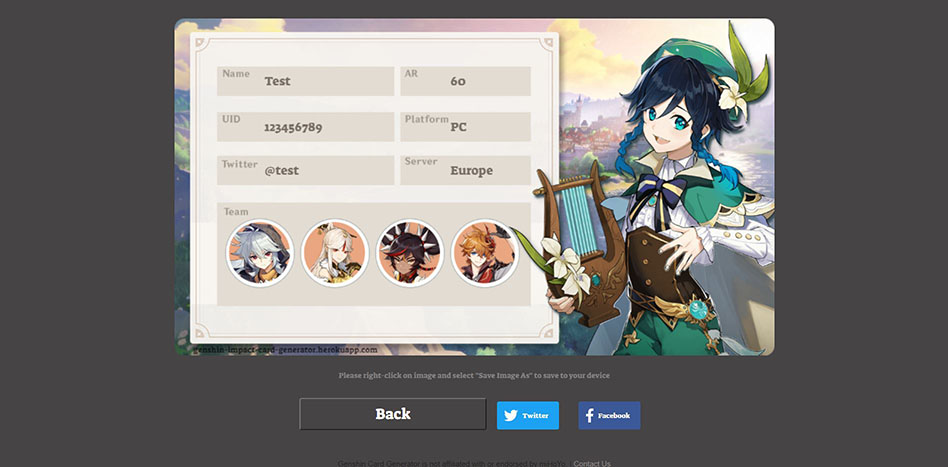 Name Test AR 60
UID 123456789 Platform PC
Twitter @test Server Europe
Team
genshin-impact-card-generator.herokuapp.com
Please right-click on image and select "Save Image As" to save to your device
Back Twitter Facebook
Genshin Card Generator is not affiliated with or endorsed by miHoYo. | Contact Us